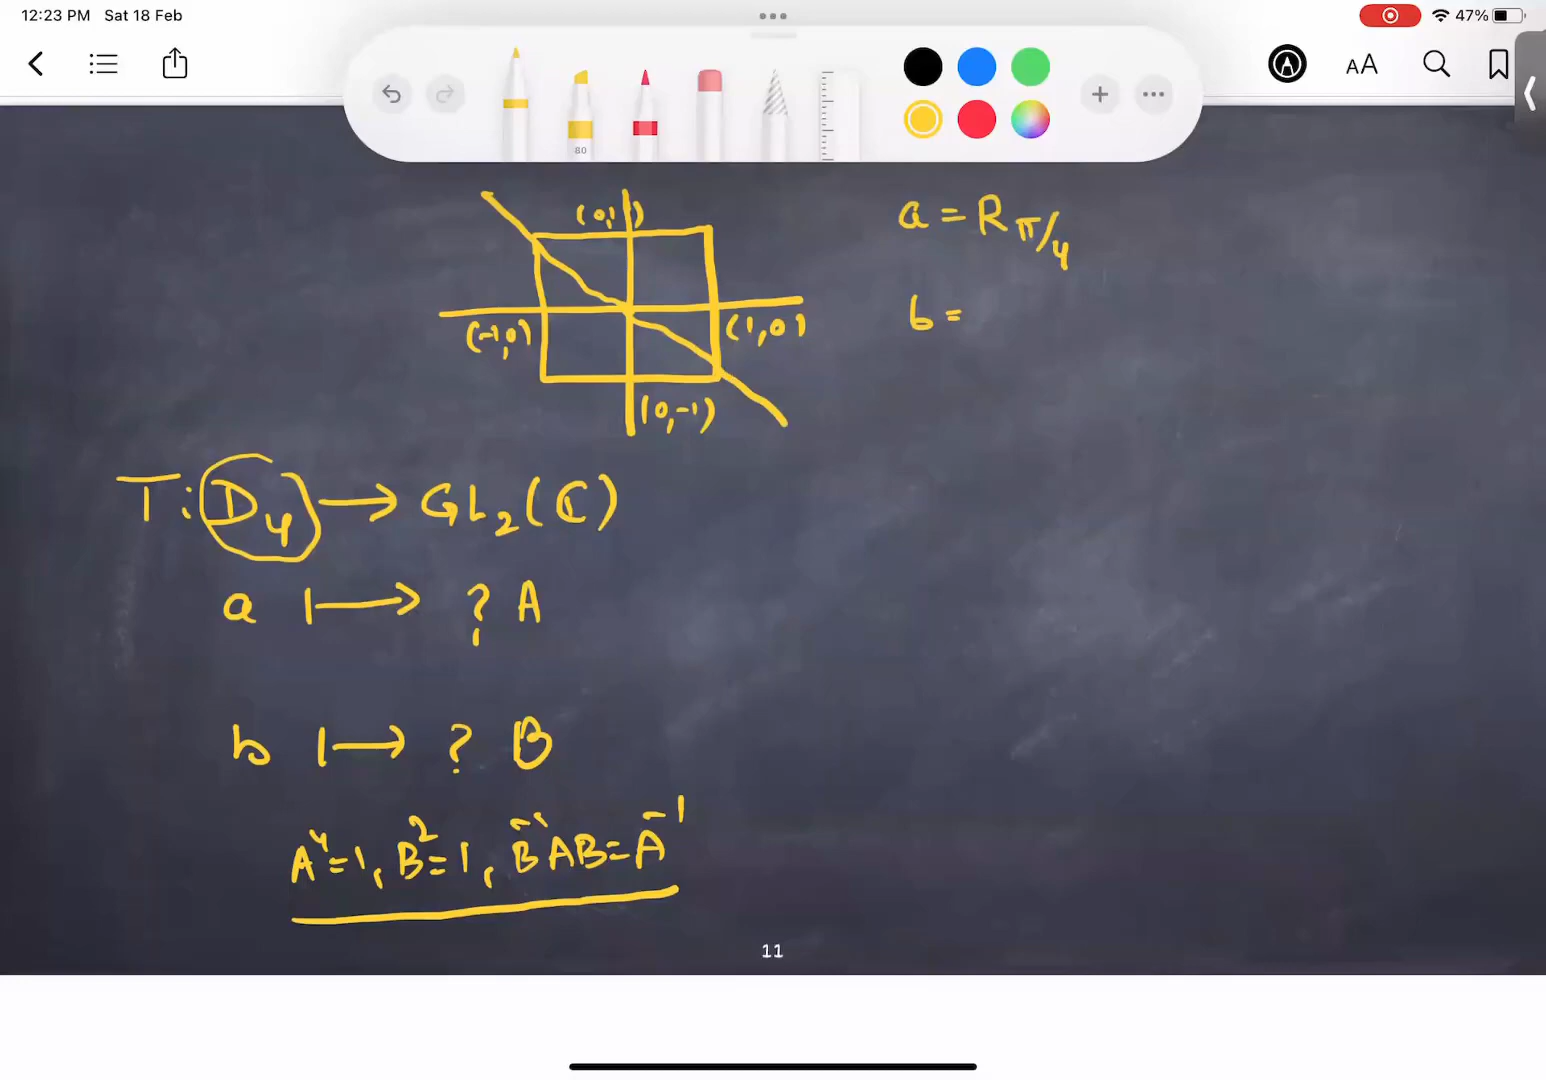 12:23 PM Sat 18 Feb
47%
AA
80
(0,1)
a = R π/4
(-1,0)
(1,0)
b =
(0,-1)
T: D₄ → GL₂(ℂ)
a ↦ ? A
b ↦ ? B
A⁴=1, B²=1, B⁻¹AB=A⁻¹
11